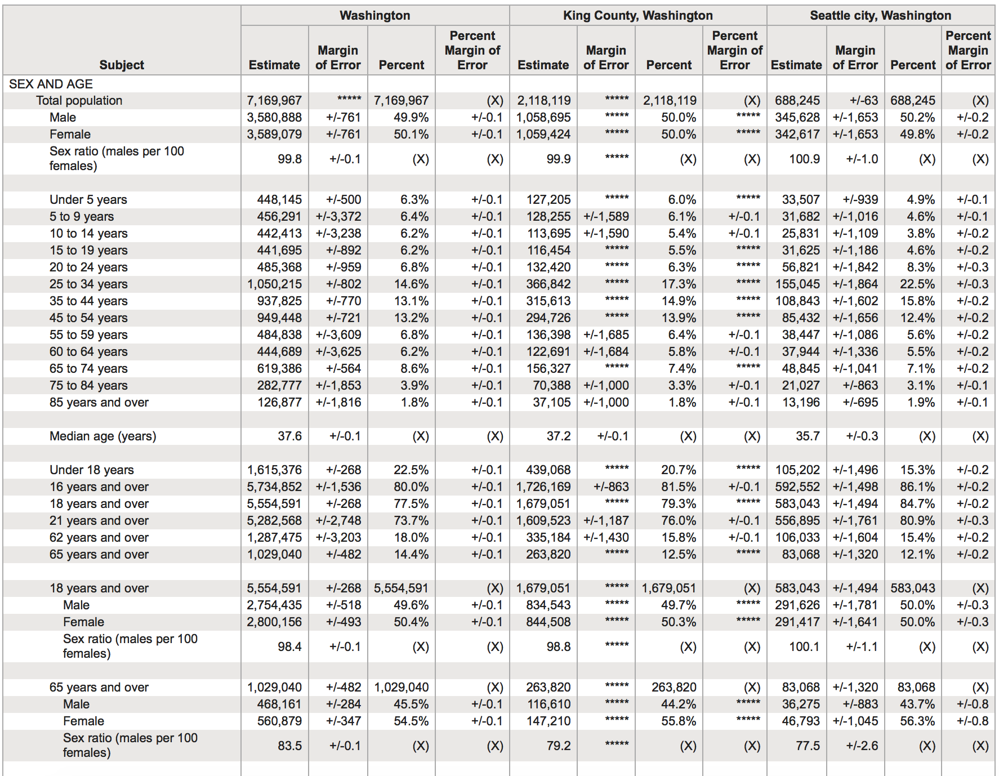 Washington King County, Washington Seattle city, Washington
Subject Estimate Margin of Error Percent Percent Margin of Error Estimate Margin of Error Percent Percent Margin of Error Estimate Margin of Error Percent Percent Margin of Error
SEX AND AGE
Total population 7,169,967 ***** 7,169,967 (X) 2,118,119 ***** 2,118,119 (X) 688,245 +/-63 688,245 (X)
Male 3,580,888 +/-761 49.9% +/-0.1 1,058,695 ***** 50.0% ***** 345,628 +/-1,653 50.2% +/-0.2
Female 3,589,079 +/-761 50.1% +/-0.1 1,059,424 ***** 50.0% ***** 342,617 +/-1,653 49.8% +/-0.2
Sex ratio (males per 100 females) 99.8 +/-0.1 (X) (X) 99.9 ***** (X) (X) 100.9 +/-1.0 (X) (X)
Under 5 years 448,145 +/-500 6.3% +/-0.1 127,205 ***** 6.0% ***** 33,507 +/-939 4.9% +/-0.1
5 to 9 years 456,291 +/-3,372 6.4% +/-0.1 128,255 +/-1,589 6.1% +/-0.1 31,682 +/-1,016 4.6% +/-0.1
10 to 14 years 442,413 +/-3,238 6.2% +/-0.1 113,695 +/-1,590 5.4% +/-0.1 25,831 +/-1,109 3.8% +/-0.2
15 to 19 years 441,695 +/-892 6.2% +/-0.1 116,454 ***** 5.5% ***** 31,625 +/-1,186 4.6% +/-0.2
20 to 24 years 485,368 +/-959 6.8% +/-0.1 132,420 ***** 6.3% ***** 56,821 +/-1,842 8.3% +/-0.3
25 to 34 years 1,050,215 +/-802 14.6% +/-0.1 366,842 ***** 17.3% ***** 155,045 +/-1,864 22.5% +/-0.3
35 to 44 years 937,825 +/-770 13.1% +/-0.1 315,613 ***** 14.9% ***** 108,843 +/-1,602 15.8% +/-0.2
45 to 54 years 949,448 +/-721 13.2% +/-0.1 294,726 ***** 13.9% ***** 85,432 +/-1,656 12.4% +/-0.2
55 to 59 years 484,838 +/-3,609 6.8% +/-0.1 136,398 +/-1,685 6.4% +/-0.1 38,447 +/-1,086 5.6% +/-0.2
60 to 64 years 444,689 +/-3,625 6.2% +/-0.1 122,691 +/-1,684 5.8% +/-0.1 37,944 +/-1,336 5.5% +/-0.2
65 to 74 years 619,386 +/-564 8.6% +/-0.1 156,327 ***** 7.4% ***** 48,845 +/-1,041 7.1% +/-0.2
75 to 84 years 282,777 +/-1,853 3.9% +/-0.1 70,388 +/-1,000 3.3% +/-0.1 21,027 +/-863 3.1% +/-0.1
85 years and over 126,877 +/-1,816 1.8% +/-0.1 37,105 +/-1,000 1.8% +/-0.1 13,196 +/-695 1.9% +/-0.1
Median age (years) 37.6 +/-0.1 (X) (X) 37.2 +/-0.1 (X) (X) 35.7 +/-0.3 (X) (X)
Under 18 years 1,615,376 +/-268 22.5% +/-0.1 439,068 ***** 20.7% ***** 105,202 +/-1,496 15.3% +/-0.2
16 years and over 5,734,852 +/-1,536 80.0% +/-0.1 1,726,169 +/-863 81.5% +/-0.1 592,552 +/-1,498 86.1% +/-0.2
18 years and over 5,554,591 +/-268 77.5% +/-0.1 1,679,051 ***** 79.3% ***** 583,043 +/-1,494 84.7% +/-0.2
21 years and over 5,282,568 +/-2,748 73.7% +/-0.1 1,609,523 +/-1,187 76.0% +/-0.1 556,895 +/-1,761 80.9% +/-0.3
62 years and over 1,287,475 +/-3,203 18.0% +/-0.1 335,184 +/-1,430 15.8% +/-0.1 106,033 +/-1,604 15.4% +/-0.2
65 years and over 1,029,040 +/-482 14.4% +/-0.1 263,820 ***** 12.5% ***** 83,068 +/-1,320 12.1% +/-0.2
18 years and over 5,554,591 +/-268 5,554,591 (X) 1,679,051 ***** 1,679,051 (X) 583,043 +/-1,494 583,043 (X)
Male 2,754,435 +/-518 49.6% +/-0.1 834,543 ***** 49.7% ***** 291,626 +/-1,781 50.0% +/-0.3
Female 2,800,156 +/-493 50.4% +/-0.1 844,508 ***** 50.3% ***** 291,417 +/-1,641 50.0% +/-0.3
Sex ratio (males per 100 females) 98.4 +/-0.1 (X) (X) 98.8 ***** (X) (X) 100.1 +/-1.1 (X) (X)
65 years and over 1,029,040 +/-482 1,029,040 (X) 263,820 ***** 263,820 (X) 83,068 +/-1,320 83,068 (X)
Male 468,161 +/-284 45.5% +/-0.1 116,610 ***** 44.2% ***** 36,275 +/-883 43.7% +/-0.8
Female 560,879 +/-347 54.5% +/-0.1 147,210 ***** 55.8% ***** 46,793 +/-1,045 56.3% +/-0.8
Sex ratio (males per 100 females) 83.5 +/-0.1 (X) (X) 79.2 ***** (X) (X) 77.5 +/-2.6 (X) (X)